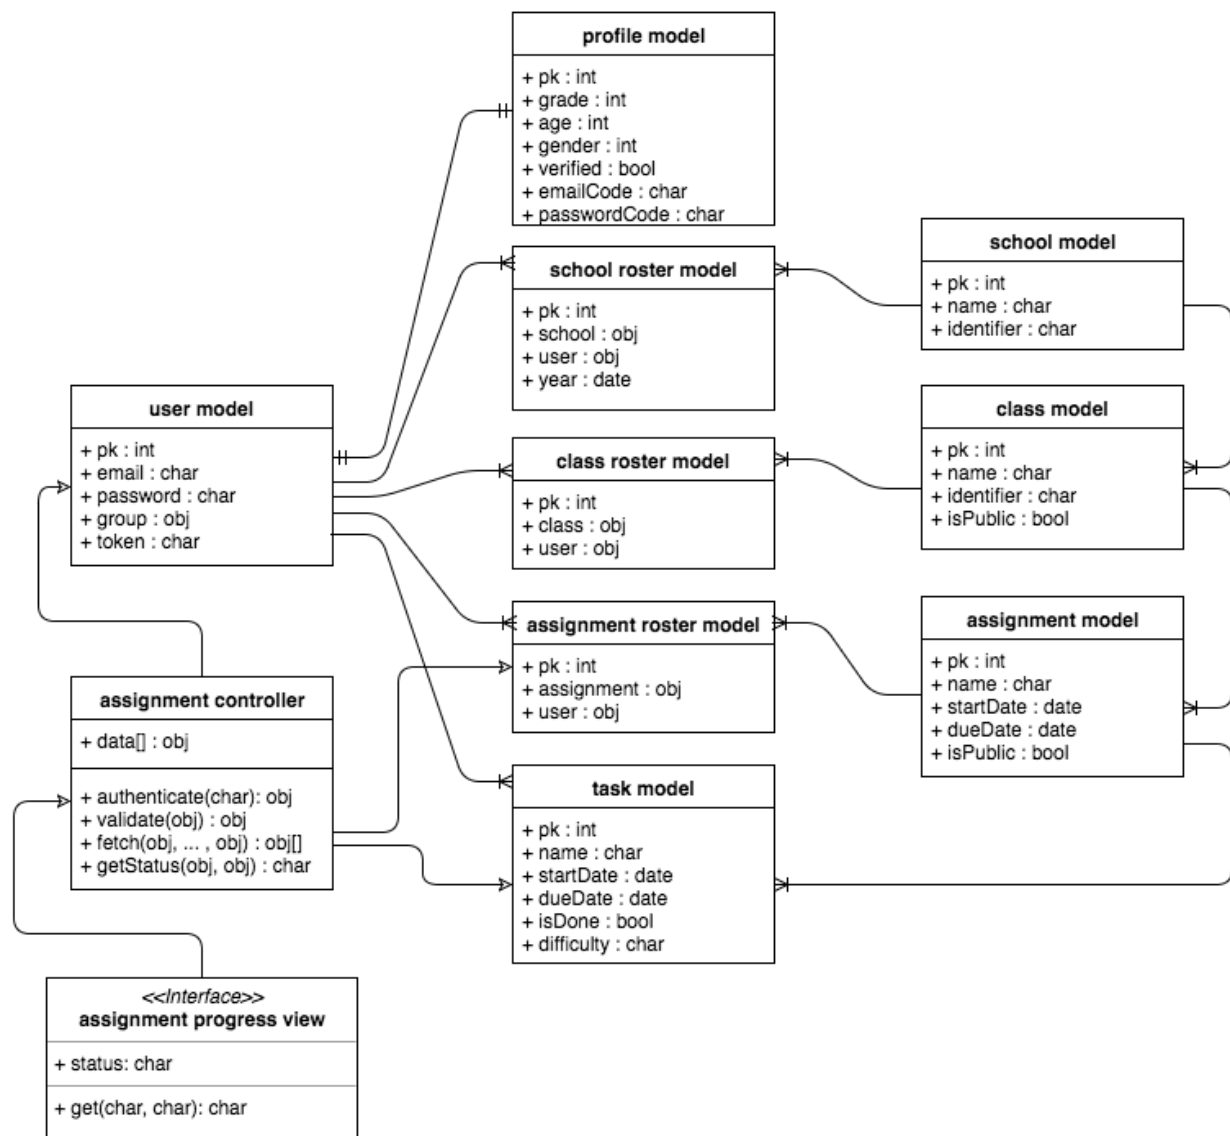 profile model
+ pk : int
+ grade : int
+ age : int
+ gender : int
+ verified : bool
+ emailCode : char
+ passwordCode : char
school roster model
+ pk : int
+ school : obj
+ user : obj
+ year : date
school model
+ pk : int
+ name : char
+ identifier : char
user model
+ pk : int
+ email : char
+ password : char
+ group : obj
+ token : char
class roster model
+ pk : int
+ class : obj
+ user : obj
class model
+ pk : int
+ name : char
+ identifier : char
+ isPublic : bool
assignment roster model
+ pk : int
+ assignment : obj
+ user : obj
assignment model
+ pk : int
+ name : char
+ startDate : date
+ dueDate : date
+ isPublic : bool
assignment controller
+ data[] : obj
+ authenticate(char): obj
+ validate(obj) : obj
+ fetch(obj, ... , obj) : obj[]
+ getStatus(obj, obj) : char
task model
+ pk : int
+ name : char
+ startDate : date
+ dueDate : date
+ isDone : bool
+ difficulty : char
<<Interface>>
assignment progress view
+ status: char
+ get(char, char): char